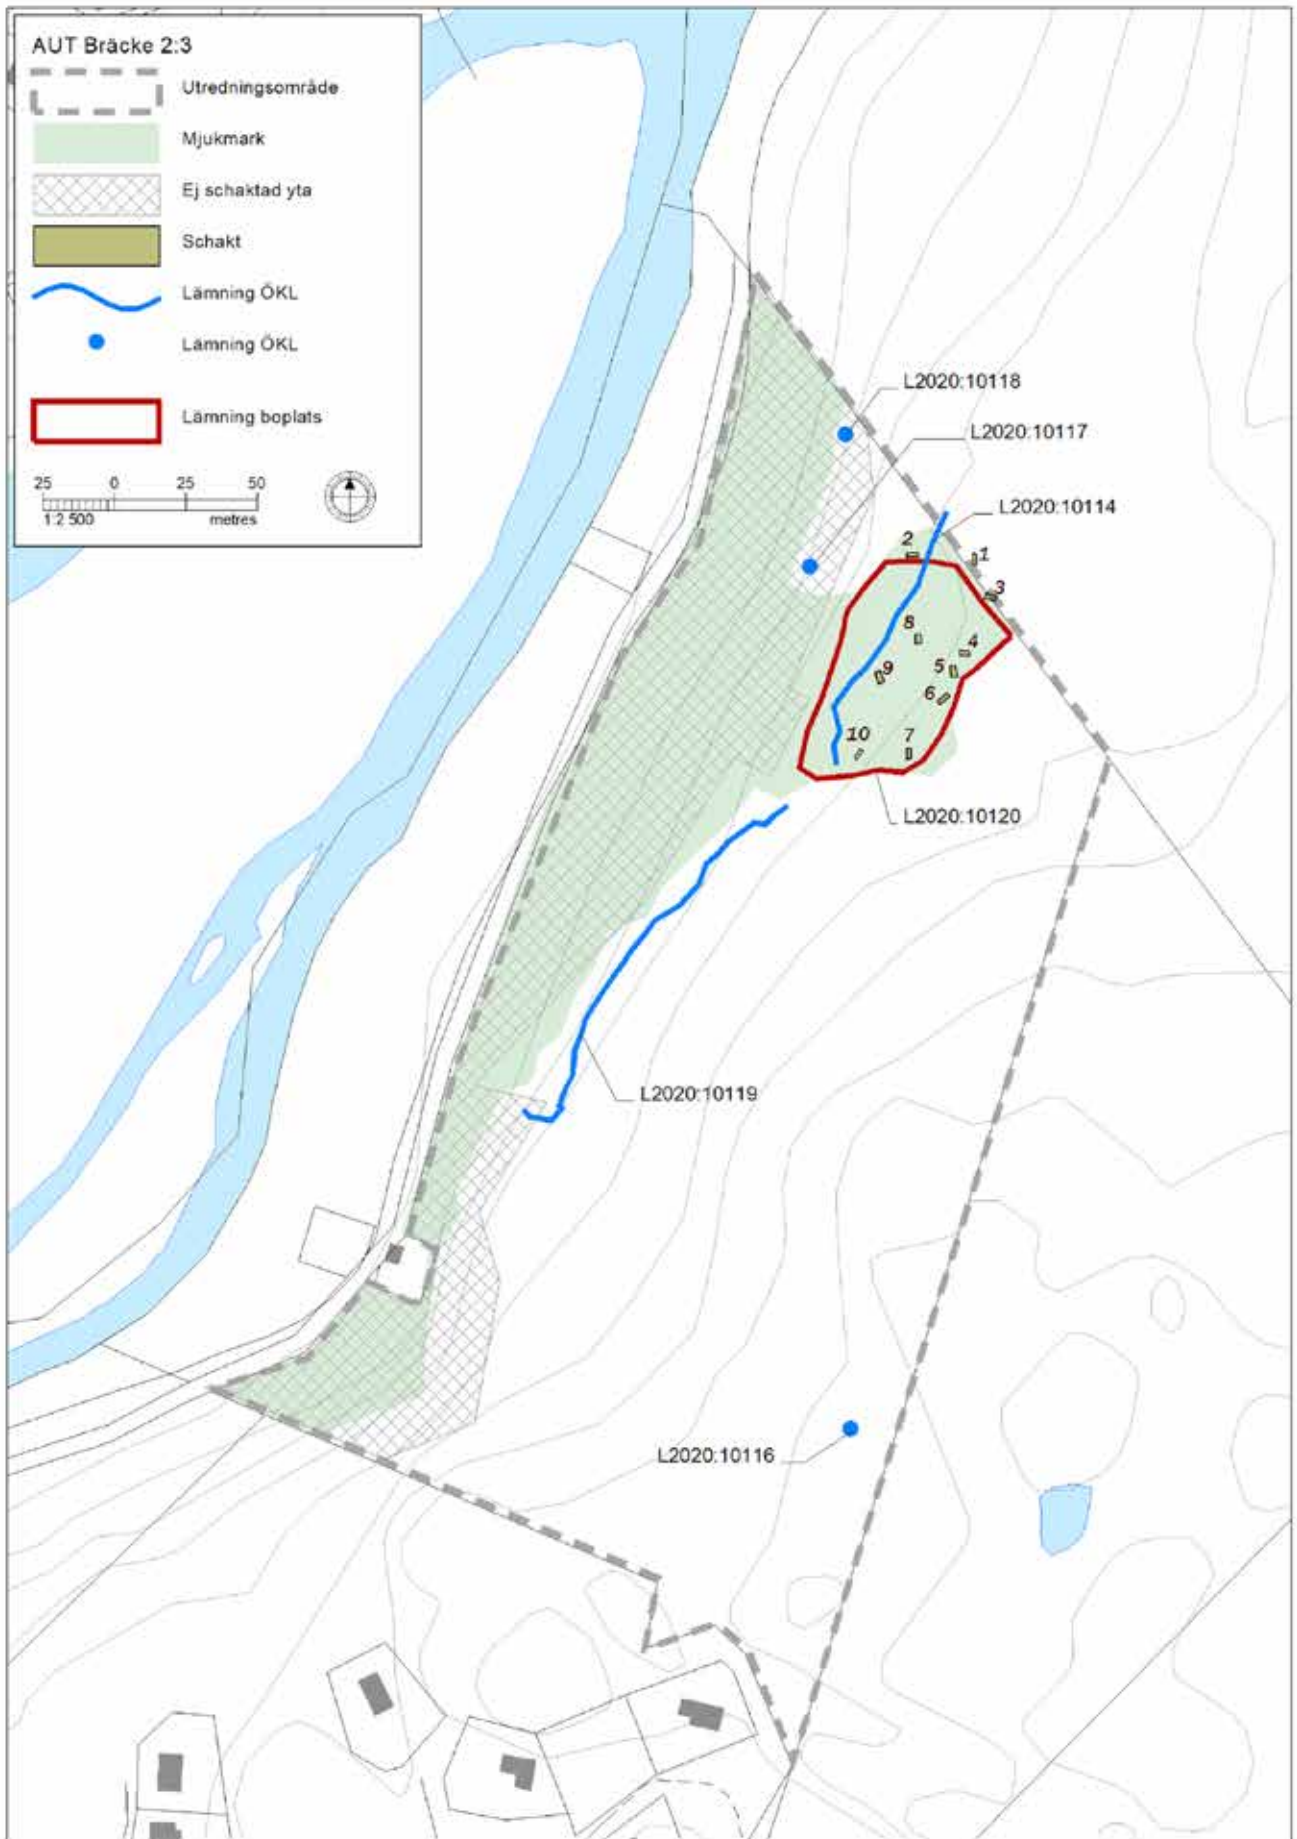 AUT Bräcke 2:3
Utredningsområde
Mjukmark
Ej schaktad yta
Schakt
Lämning ÖKL
Lämning ÖKL
Lämning boplats
25 0 25 50
1:2 500 metres
L2020:10118
L2020:10117
L2020:10114
2
1
3
8
4
5
9
6
10
7
L2020:10120
L2020:10119
L2020:10116